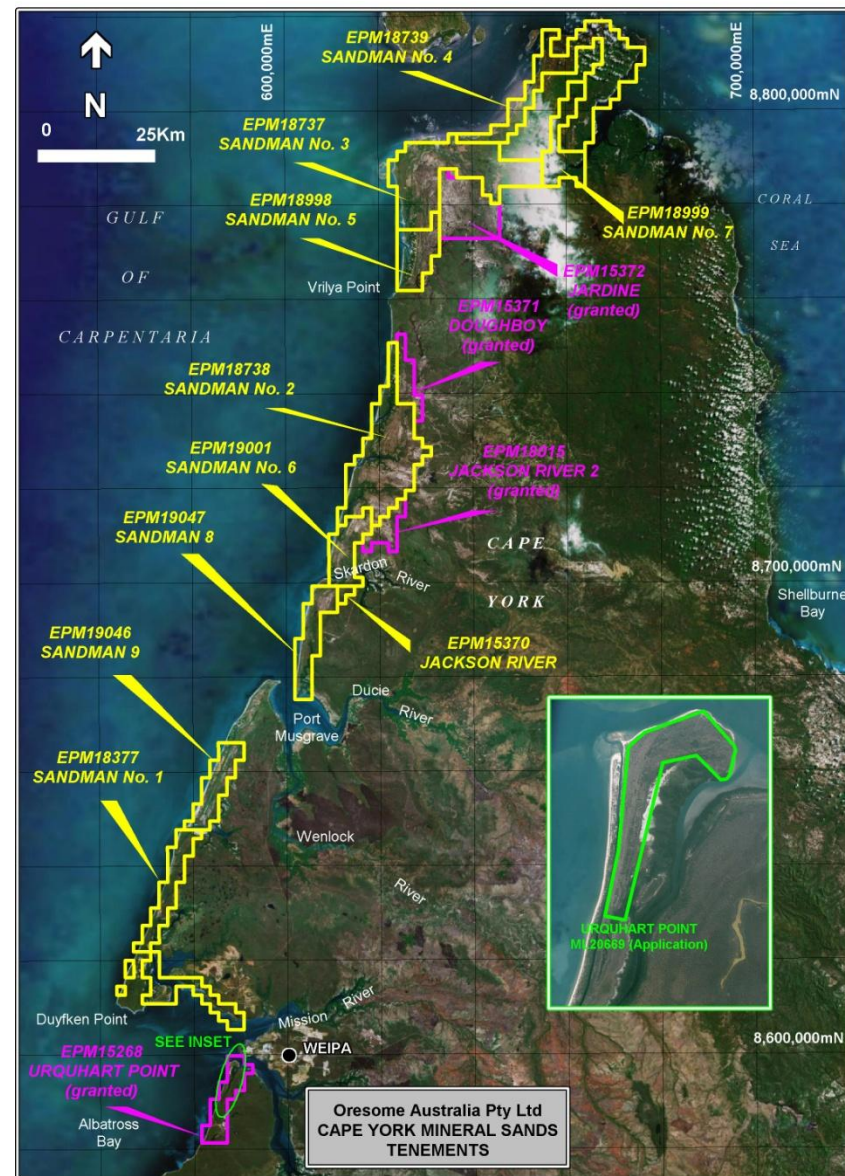 N
0 25Km
600,000mE
700,000mE
8,800,000mN
EPM18739
SANDMAN No. 4
EPM18737
SANDMAN No. 3
EPM18998
SANDMAN No. 5
EPM18999
SANDMAN No. 7
GULF
OF
CARPENTARIA
CORAL
SEA
Vrilya Point
EPM15372
JARDINE
(granted)
EPM15371
DOUGHBOY
(granted)
EPM18738
SANDMAN No. 2
EPM19001
SANDMAN No. 6
EPM18015
JACKSON RIVER 2
(granted)
EPM19047
SANDMAN 8
CAPE
YORK
Skardon
River
8,700,000mN
Shellburne
Bay
EPM15370
JACKSON RIVER
EPM19046
SANDMAN 9
Ducie
River
Port
Musgrave
EPM18377
SANDMAN No. 1
Wenlock
River
URQUHART POINT
ML20669 (Application)
Duyfken Point
Mission
River
SEE INSET
WEIPA
8,600,000mN
EPM15268
URQUHART POINT
(granted)
Albatross
Bay
Oresome Australia Pty Ltd
CAPE YORK MINERAL SANDS
TENEMENTS